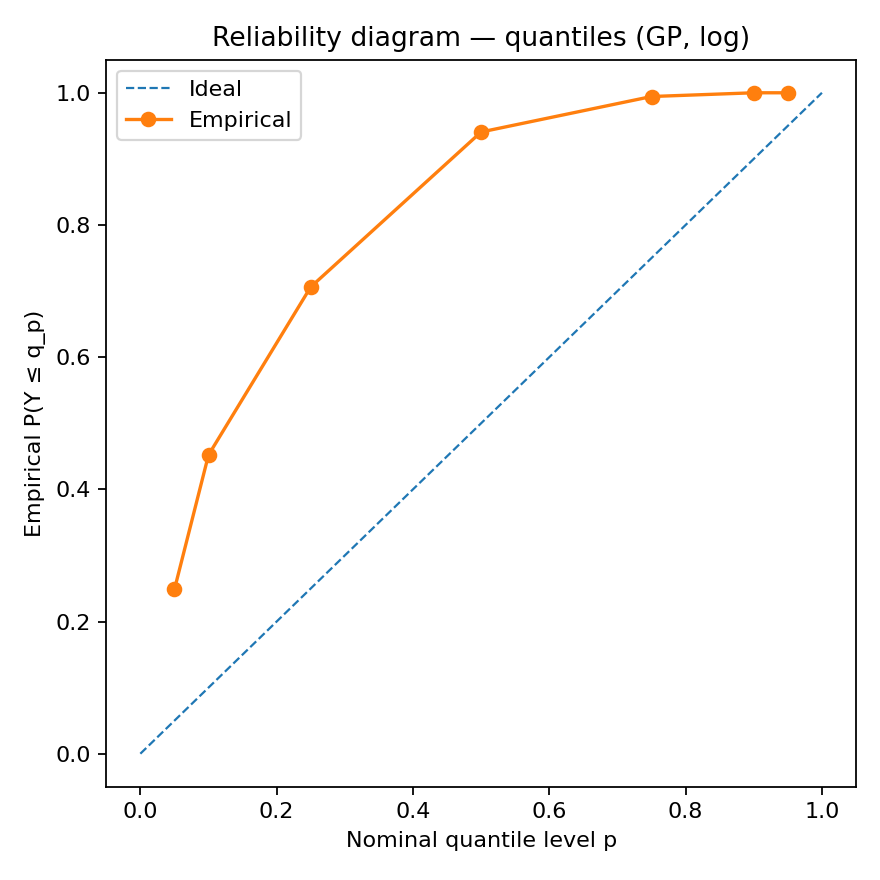 Reliability diagram — quantiles (GP, log)
Ideal
Empirical
Empirical P(Y ≤ q_p)
1.0
0.8
0.6
0.4
0.2
0.0
0.0 0.2 0.4 0.6 0.8 1.0
Nominal quantile level p